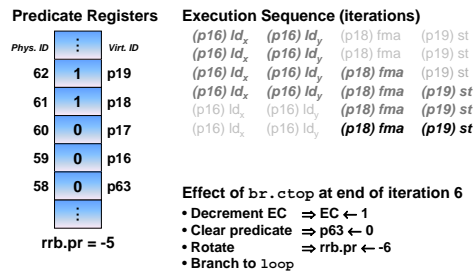 Predicate Registers
Phys. ID Virt. ID
⋮
62 1 p19
61 1 p18
60 0 p17
59 0 p16
58 0 p63
⋮
rrb.pr = -5
Execution Sequence (iterations)
(p16) ldx (p16) ldy (p18) fma (p19) st
(p16) ldx (p16) ldy (p18) fma (p19) st
(p16) ldx (p16) ldy (p18) fma (p19) st
(p16) ldx (p16) ldy (p18) fma (p19) st
(p16) ldx (p16) ldy (p18) fma (p19) st
(p16) ldx (p16) ldy (p18) fma (p19) st
Effect of br.ctop at end of iteration 6
• Decrement EC ⇒ EC ← 1
• Clear predicate ⇒ p63 ← 0
• Rotate ⇒ rrb.pr ← -6
• Branch to loop